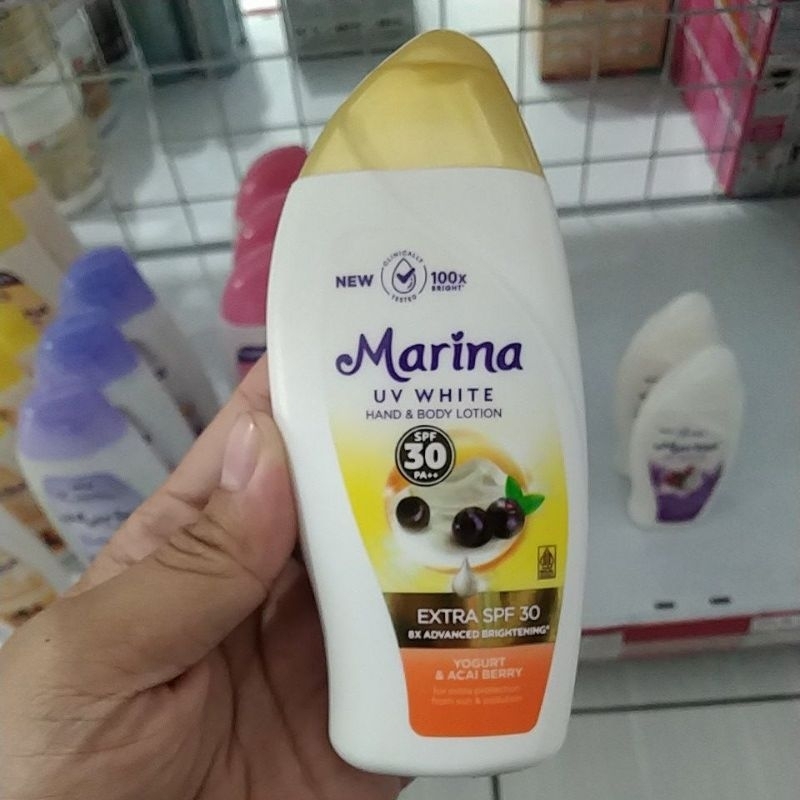 NEW
CLINICALLY
TESTED
100x
BRIGHT*
Marina
UV WHITE
HAND & BODY LOTION
SPF
30
PA++
EXTRA SPF 30
8X ADVANCED BRIGHTENING*
YOGURT
& ACAI BERRY
for extra protection
from sun & pollution